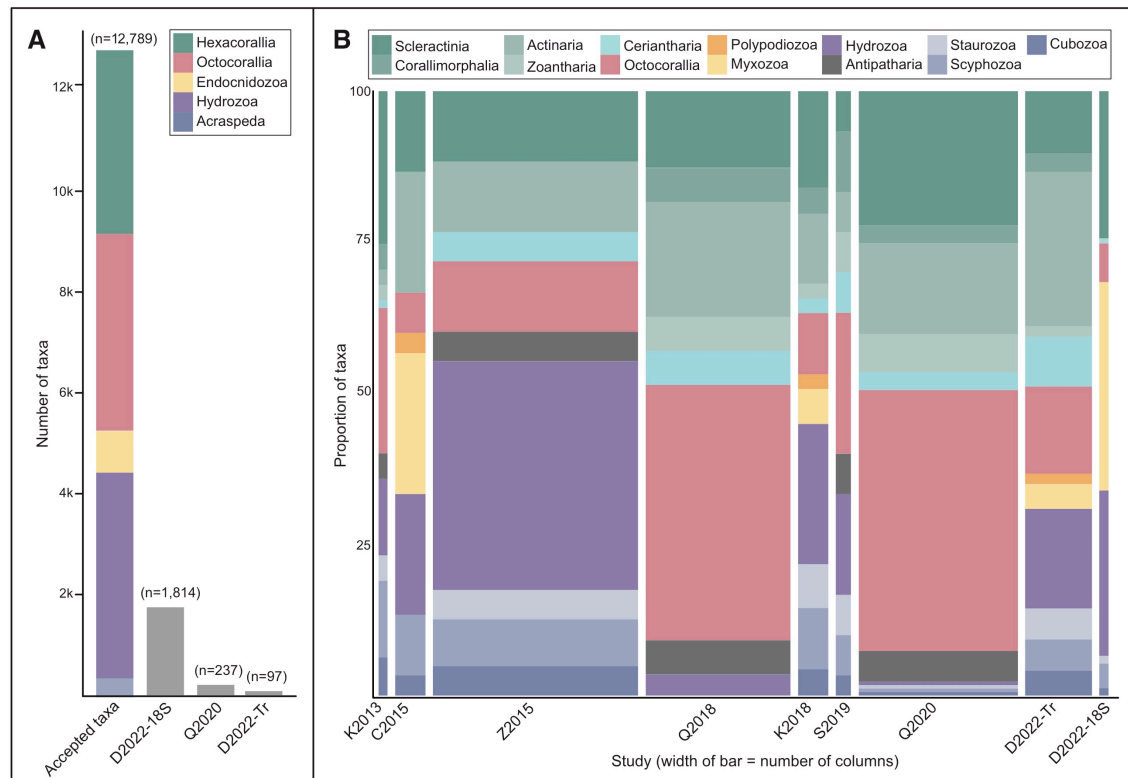 A
(n=12,789)
Hexacorallia
Octocorallia
Endocnidozoa
Hydrozoa
Acraspeda
12k
10k
8k
6k
4k
2k
Number of taxa
(n=1,814)
(n=237)
(n=97)
Accepted taxa
D2022-18S
Q2020
D2022-Tr
B
Scleractinia Actinaria Ceriantharia Polypodiozoa Hydrozoa Staurozoa Cubozoa
Corallimorphalia Zoantharia Octocorallia Myxozoa Antipatharia Scyphozoa
100
75
50
25
Proportion of taxa
K2013
C2015
Z2015
Q2018
K2018
S2019
Q2020
D2022-Tr
D2022-18S
Study (width of bar = number of columns)